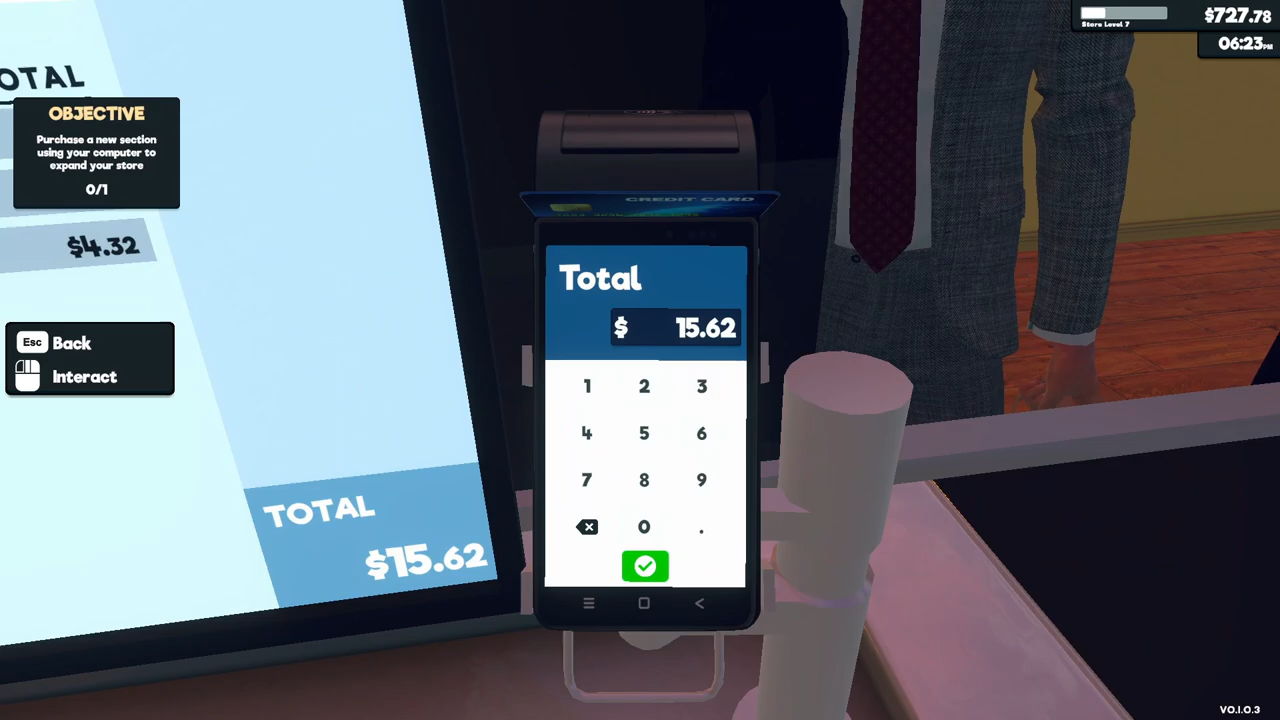 OTAL
OBJECTIVE
Purchase a new section
using your computer to
expand your store
0/1
$4.32
Esc Back
Interact
TOTAL
$15.62
CREDIT CARD
Total
$ 15.62
1 2 3
4 5 6
7 8 9
0 .
$727.78
Store Level 7
06:23PM
V0.1.0.3